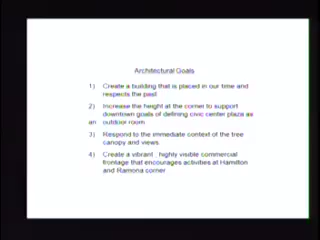 Architectural Goals
1) Create a building that is placed in our time and
respects the past
2) Increase the height at the corner to support
downtown goals of defining civic center plaza as
an outdoor room
3) Respond to the immediate context of the tree
canopy and views
4) Create a vibrant highly visible commercial
frontage that encourages activities at Hamilton
and Ramona corner